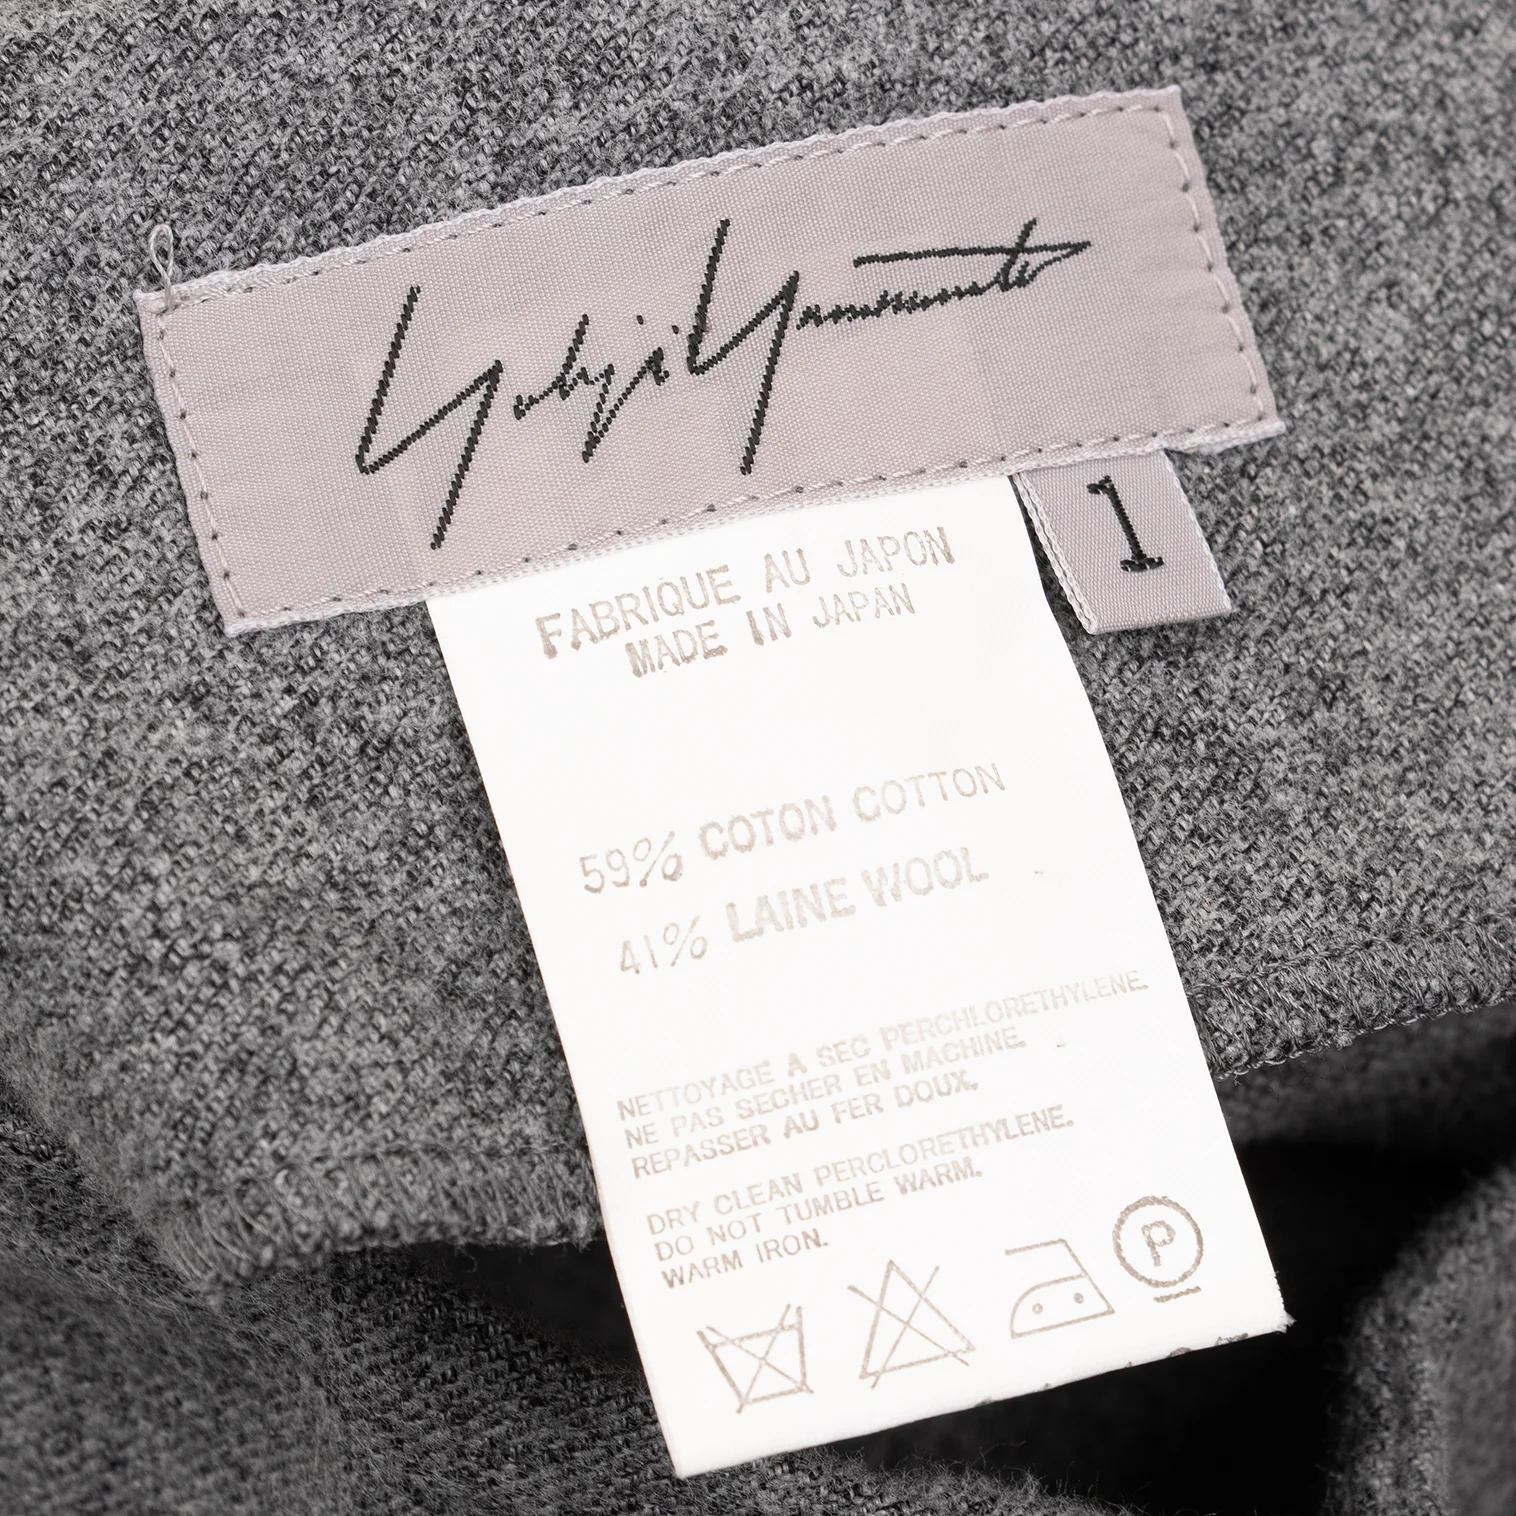 Yohji Yamamoto
1
FABRIQUE AU JAPON
MADE IN JAPAN
59% COTON COTTON
41% LAINE WOOL
NETTOYAGE A SEC PERCHLORETHYLENE.
NE PAS SECHER EN MACHINE.
REPASSER AU FER DOUX.
DRY CLEAN PERCLORETHYLENE.
DO NOT TUMBLE WARM.
WARM IRON.
P